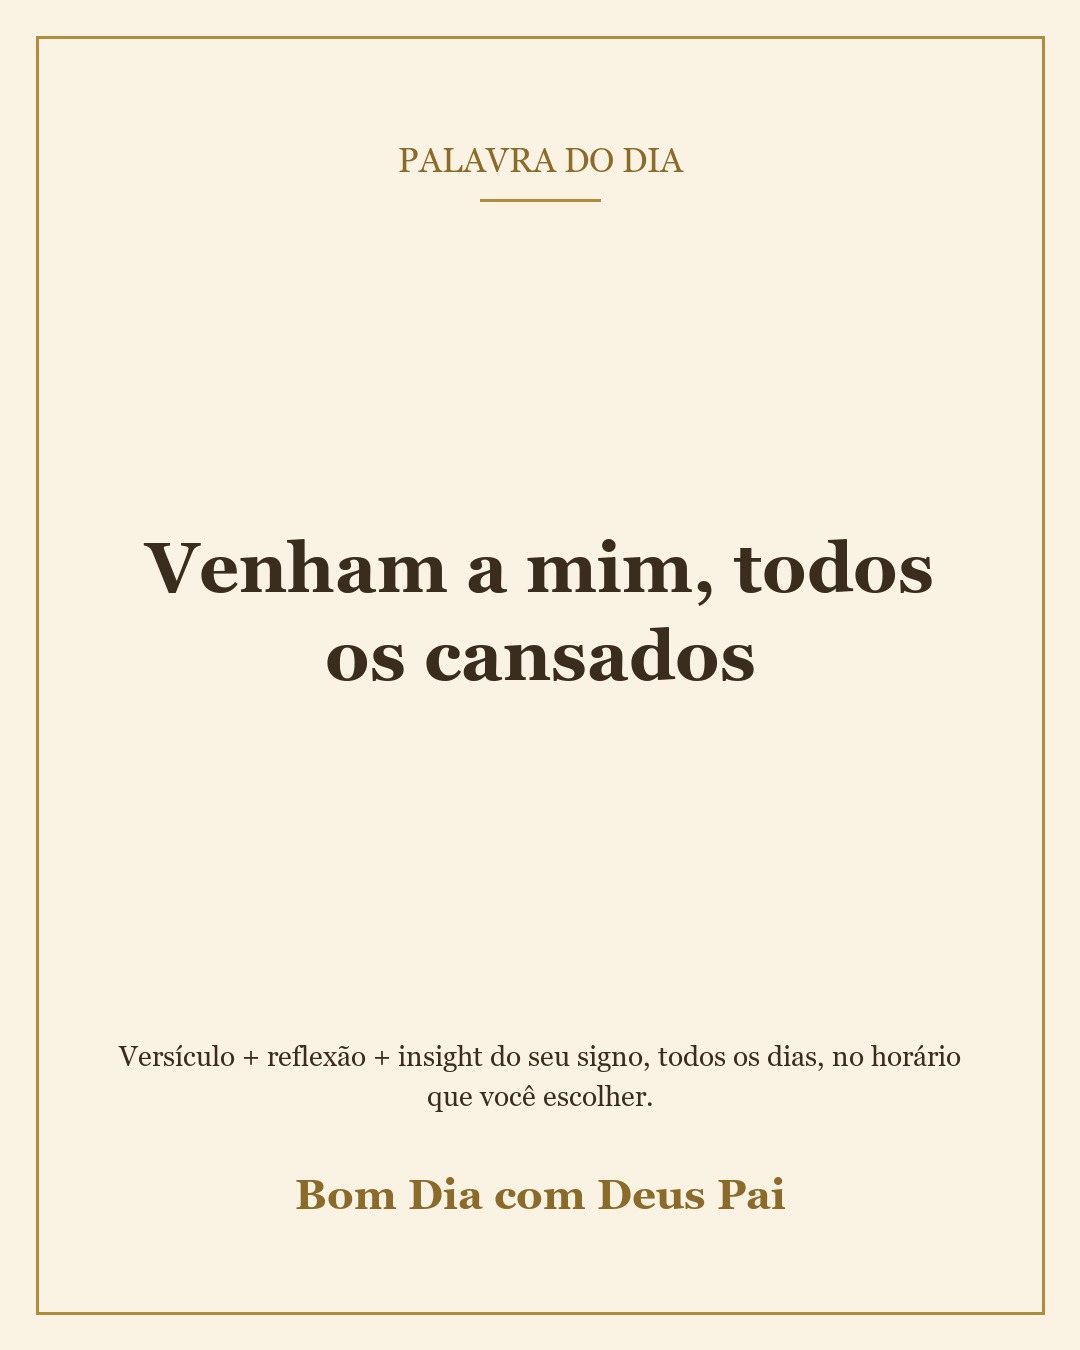 PALAVRA DO DIA
Venham a mim, todos
os cansados
Versículo + reflexão + insight do seu signo, todos os dias, no horário
que você escolher.
Bom Dia com Deus Pai